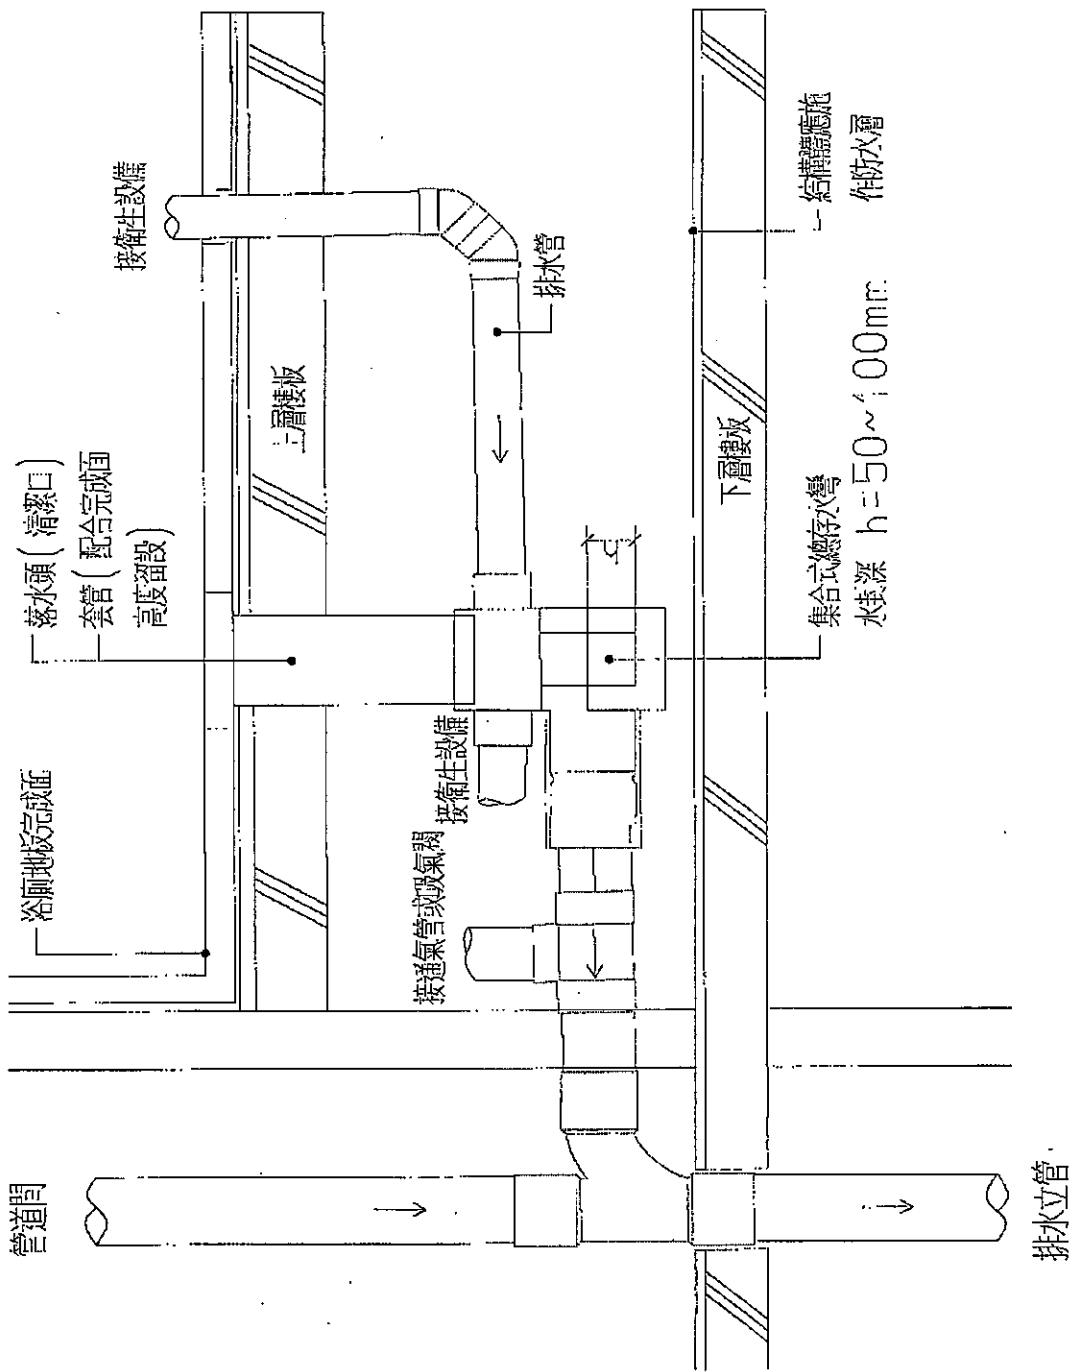 管道間
浴廁地板完成面
落水頭(清潔口)
套管(配合完成面
高度留設)
接衛生設備
上層樓板
排水管
接衛生設備
接通氣管或吸氣閥
h
下層樓板
結構體應施
作防水層
集合式總存水彎
水封深 h=50~100mm
排水立管